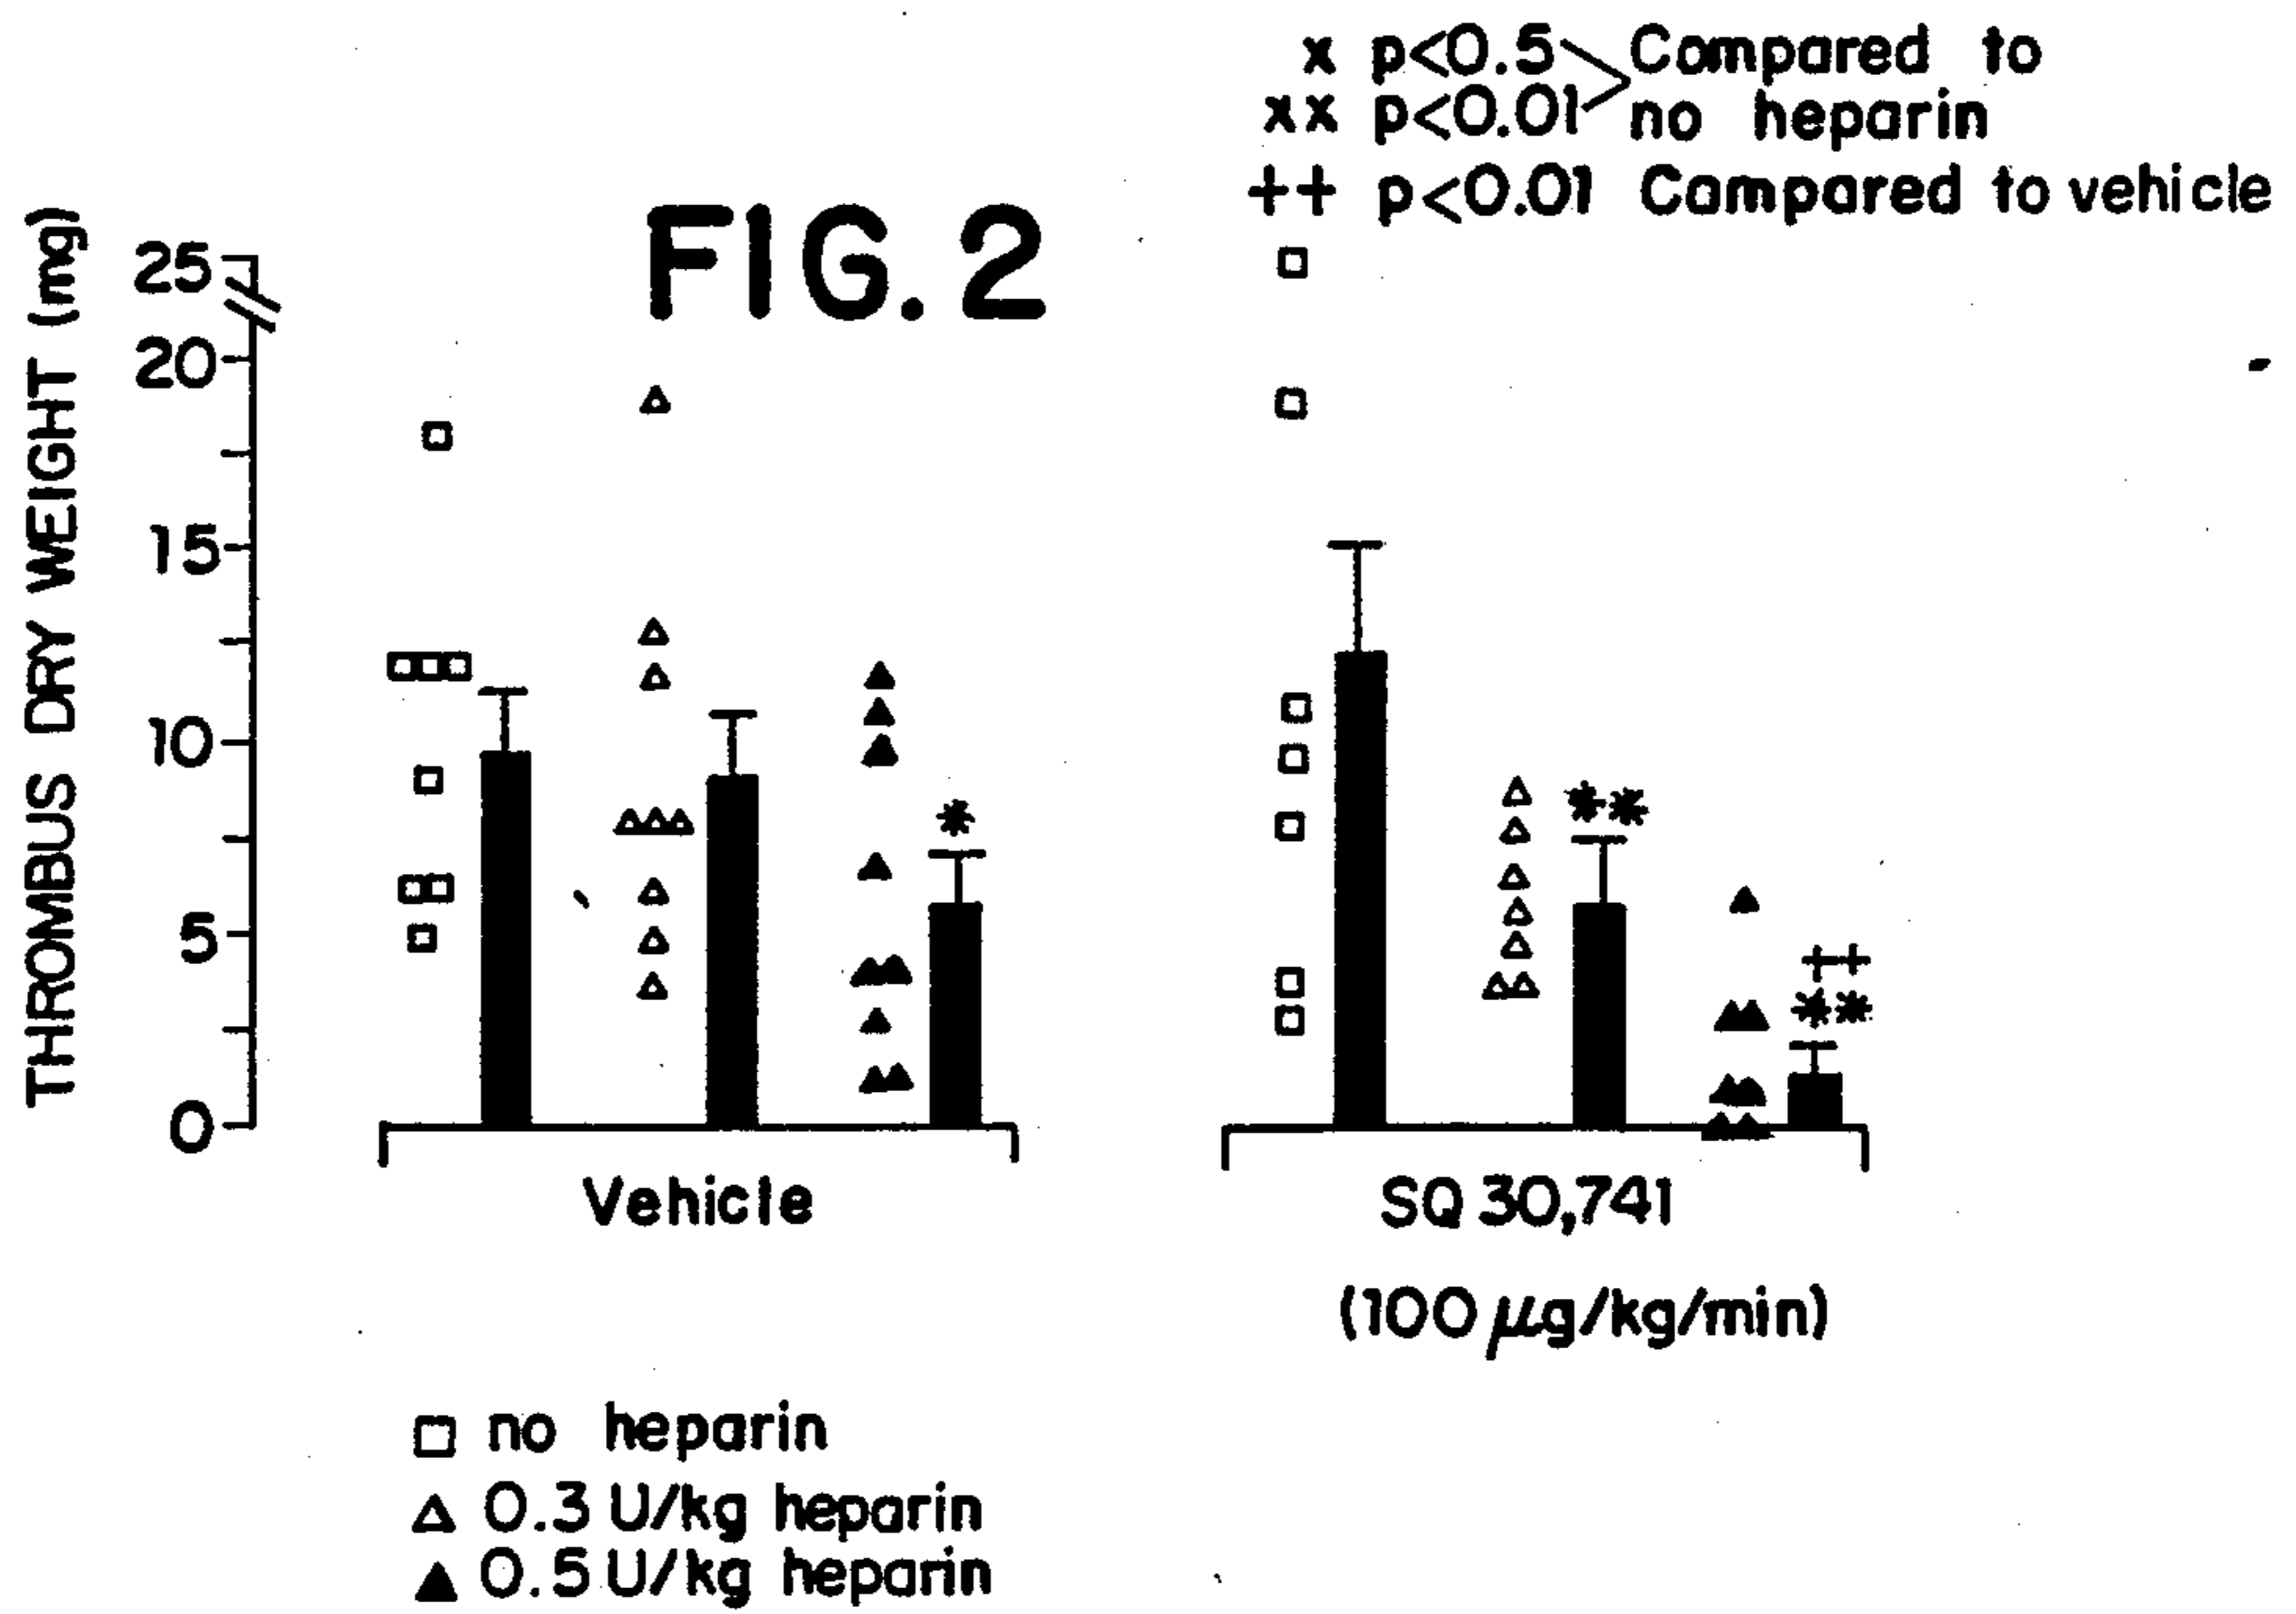 x p<0.5 Compared to
xx p<0.01 no heparin
++ p<0.01 Compared to vehicle
FIG. 2
THROMBUS DRY WEIGHT (mg)
25
20
15
10
5
0
*
**
++
**
Vehicle
SQ 30,741
(100 µg/kg/min)
□ no heparin
△ 0.3 U/kg heparin
▲ 0.5 U/kg heparin